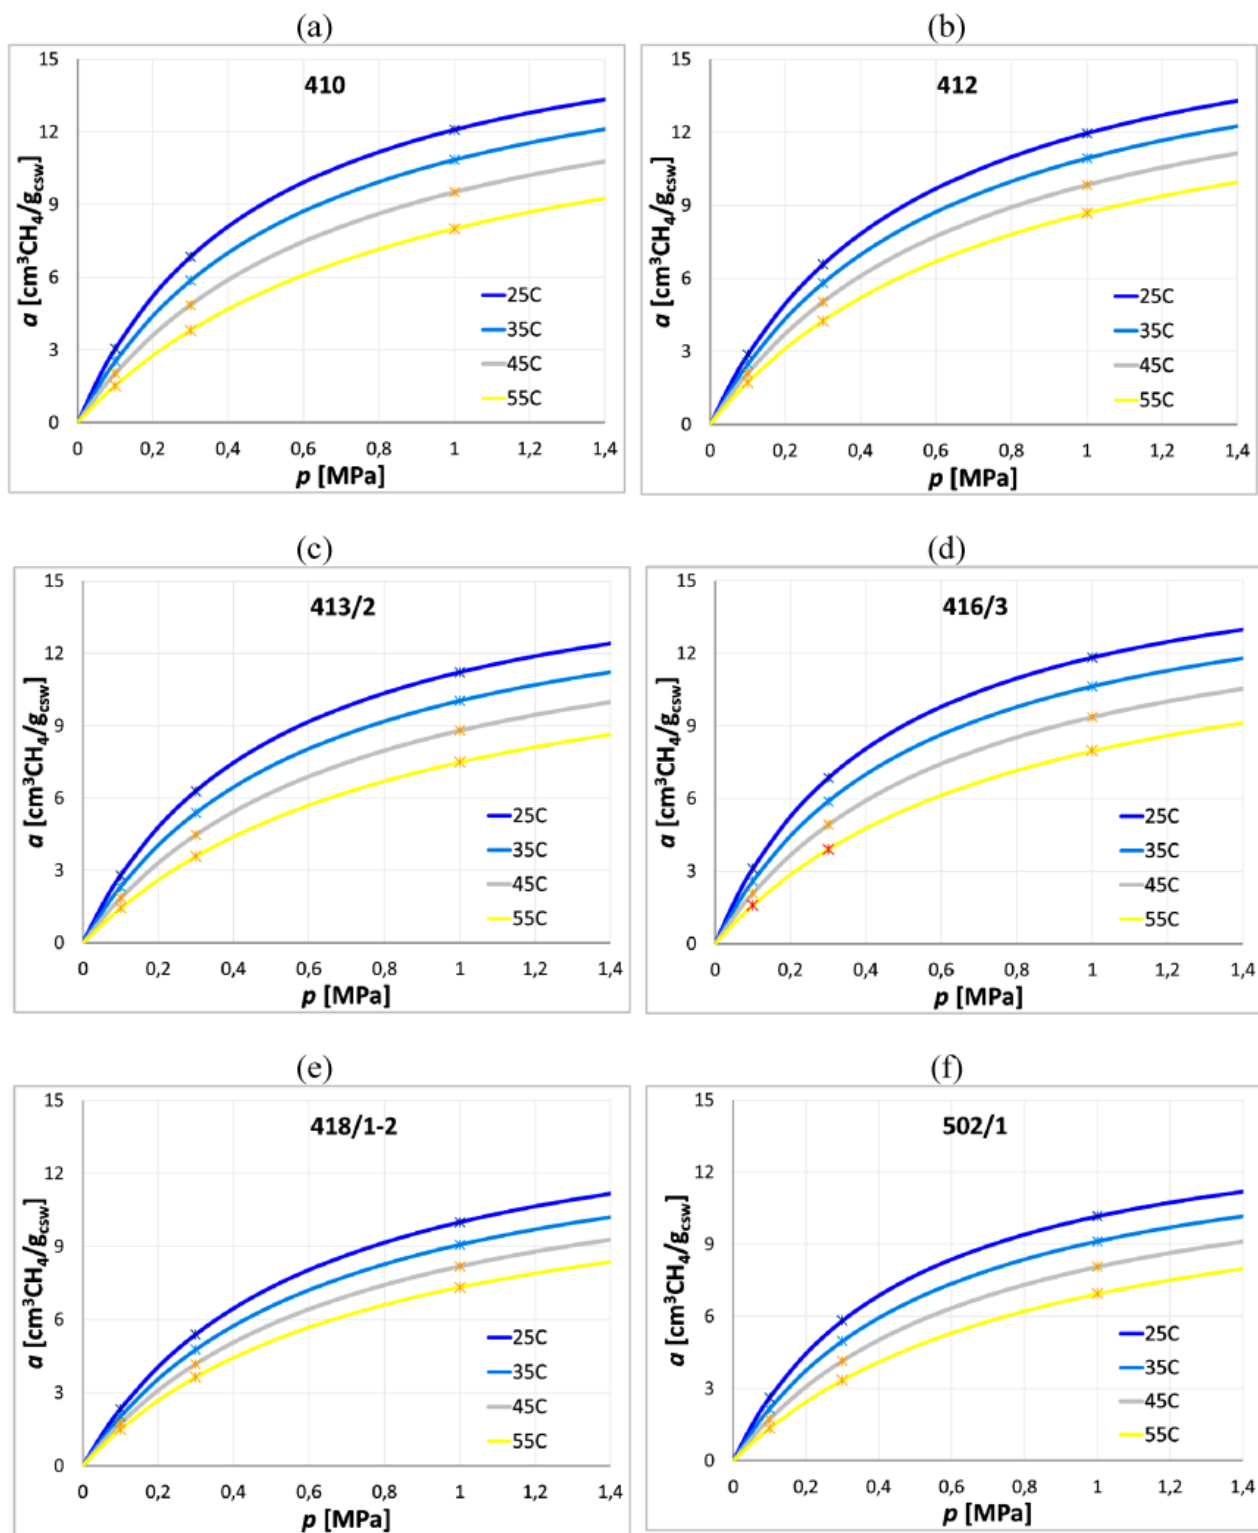 (a)
(b)
410
15
12
9
6
3
0
a [cm³CH₄/g_csw]
25C
35C
45C
55C
0 0,2 0,4 0,6 0,8 1 1,2 1,4
p [MPa]
412
15
12
9
6
3
0
a [cm³CH₄/g_csw]
25C
35C
45C
55C
0 0,2 0,4 0,6 0,8 1 1,2 1,4
p [MPa]
(c)
(d)
413/2
15
12
9
6
3
0
a [cm³CH₄/g_csw]
25C
35C
45C
55C
0 0,2 0,4 0,6 0,8 1 1,2 1,4
p [MPa]
416/3
15
12
9
6
3
0
a [cm³CH₄/g_csw]
25C
35C
45C
55C
0 0,2 0,4 0,6 0,8 1 1,2 1,4
p [MPa]
(e)
(f)
418/1-2
15
12
9
6
3
0
a [cm³CH₄/g_csw]
25C
35C
45C
55C
0 0,2 0,4 0,6 0,8 1 1,2 1,4
p [MPa]
502/1
15
12
9
6
3
0
a [cm³CH₄/g_csw]
25C
35C
45C
55C
0 0,2 0,4 0,6 0,8 1 1,2 1,4
p [MPa]